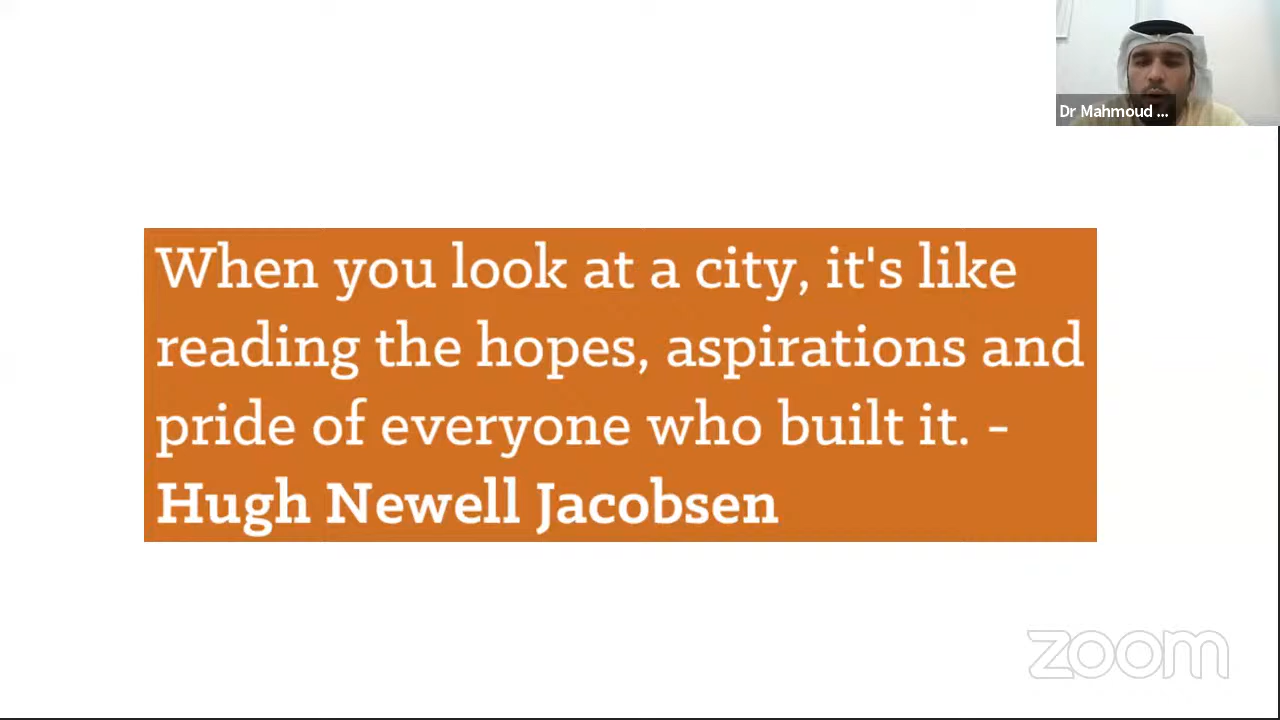 Dr Mahmoud ...
When you look at a city, it's like
reading the hopes, aspirations and
pride of everyone who built it. -
Hugh Newell Jacobsen
zoom